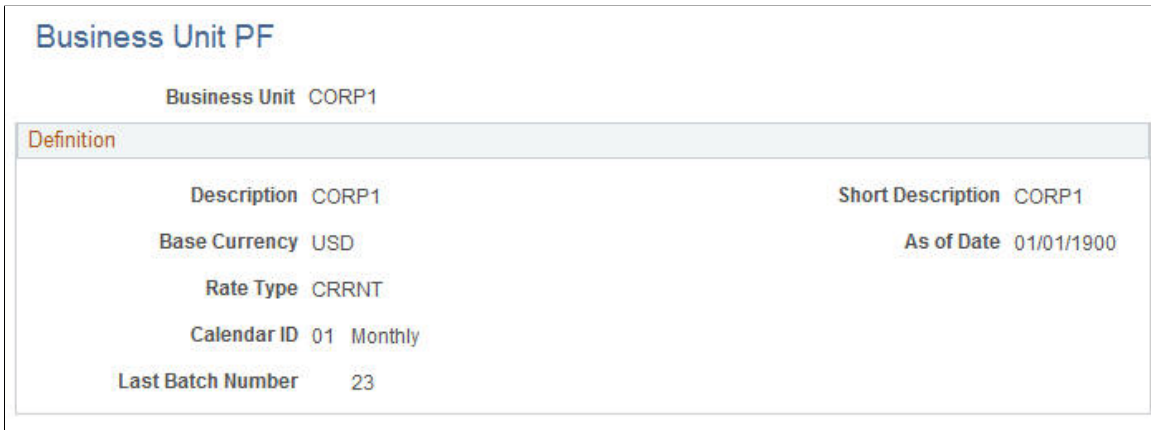 Business Unit PF
Business Unit CORP1
Definition
Description CORP1 Short Description CORP1
Base Currency USD As of Date 01/01/1900
Rate Type CRRNT
Calendar ID 01 Monthly
Last Batch Number 23